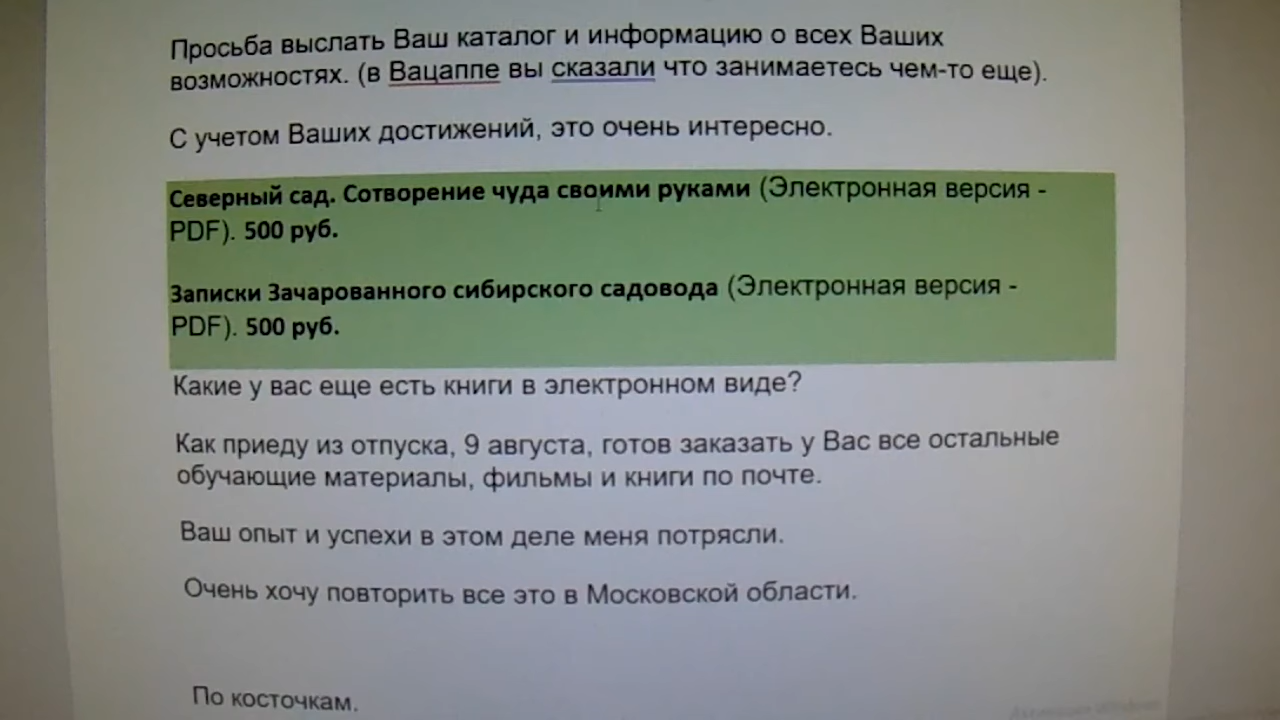 Просьба выслать Ваш каталог и информацию о всех Ваших
возможностях. (в Вацаппе вы сказали что занимаетесь чем-то еще).
С учетом Ваших достижений, это очень интересно.
Северный сад. Сотворение чуда своими руками (Электронная версия -
PDF). 500 руб.
Записки Зачарованного сибирского садовода (Электронная версия -
PDF). 500 руб.
Какие у вас еще есть книги в электронном виде?
Как приеду из отпуска, 9 августа, готов заказать у Вас все остальные
обучающие материалы, фильмы и книги по почте.
Ваш опыт и успехи в этом деле меня потрясли.
Очень хочу повторить все это в Московской области.
По косточкам.